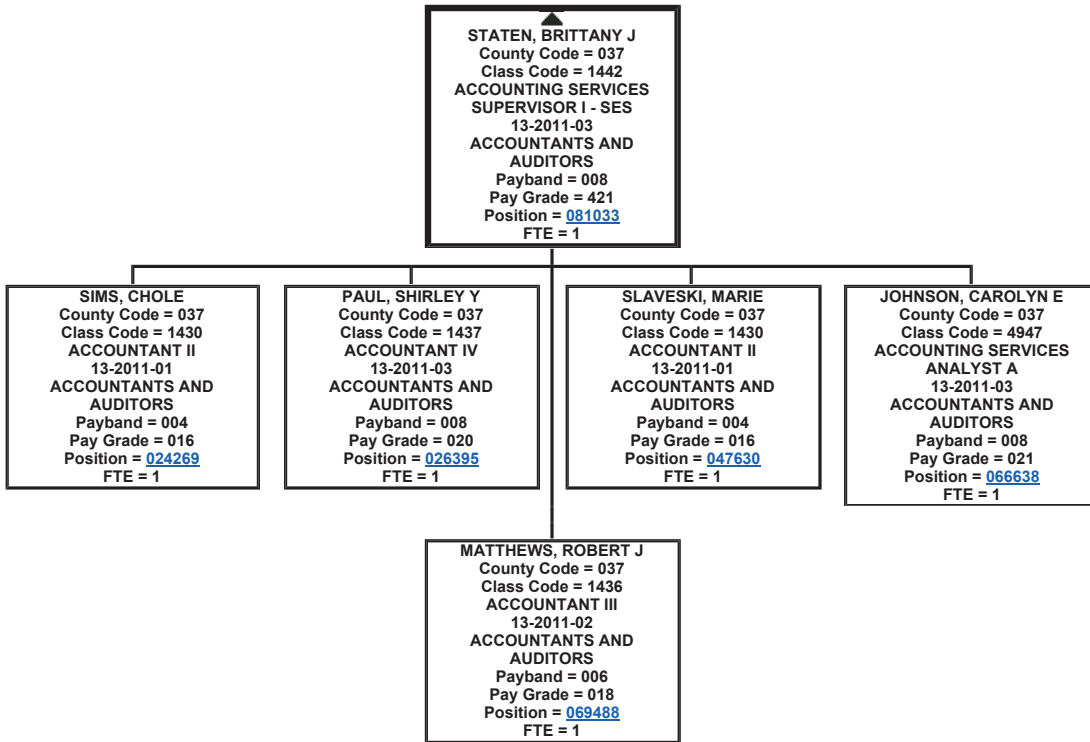 STATEN, BRITTANY J
County Code = 037
Class Code = 1442
ACCOUNTING SERVICES
SUPERVISOR I - SES
13-2011-03
ACCOUNTANTS AND
AUDITORS
Payband = 008
Pay Grade = 421
Position = 081033
FTE = 1
SIMS, CHOLE
County Code = 037
Class Code = 1430
ACCOUNTANT II
13-2011-01
ACCOUNTANTS AND
AUDITORS
Payband = 004
Pay Grade = 016
Position = 024269
FTE = 1
PAUL, SHIRLEY Y
County Code = 037
Class Code = 1437
ACCOUNTANT IV
13-2011-03
ACCOUNTANTS AND
AUDITORS
Payband = 008
Pay Grade = 020
Position = 026395
FTE = 1
SLAVESKI, MARIE
County Code = 037
Class Code = 1430
ACCOUNTANT II
13-2011-01
ACCOUNTANTS AND
AUDITORS
Payband = 004
Pay Grade = 016
Position = 047630
FTE = 1
JOHNSON, CAROLYN E
County Code = 037
Class Code = 4947
ACCOUNTING SERVICES
ANALYST A
13-2011-03
ACCOUNTANTS AND
AUDITORS
Payband = 008
Pay Grade = 021
Position = 066638
FTE = 1
MATTHEWS, ROBERT J
County Code = 037
Class Code = 1436
ACCOUNTANT III
13-2011-02
ACCOUNTANTS AND
AUDITORS
Payband = 006
Pay Grade = 018
Position = 069488
FTE = 1